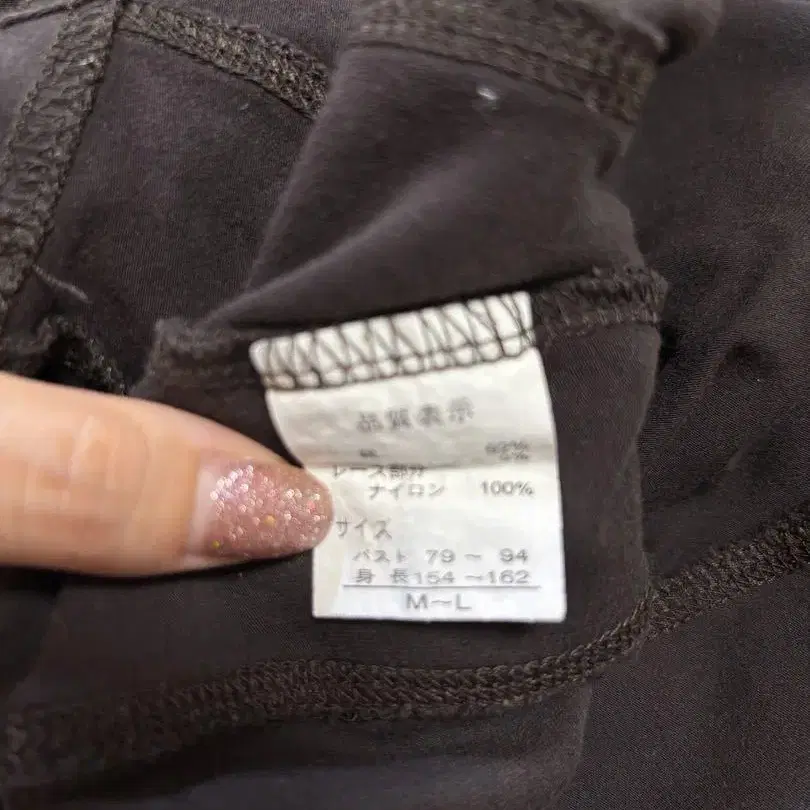 品質表示
レース部分
ナイロン 100%
サイズ
バスト 79〜 94
身 長154〜162
M〜L